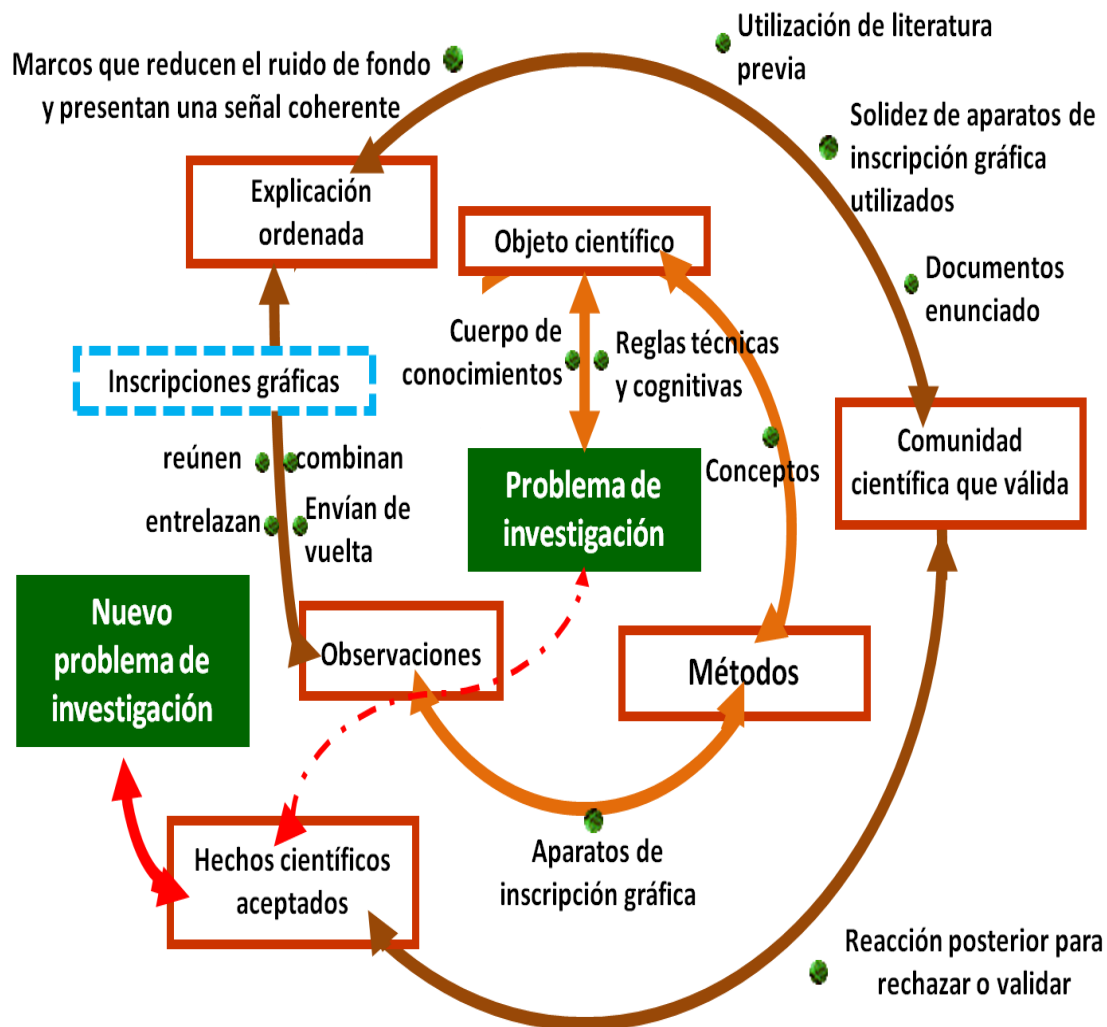 Marcos que reducen el ruido de fondo
y presentan una señal coherente
Utilización de literatura
previa
Solidez de aparatos de
inscripción gráfica
utilizados
Explicación
ordenada
Objeto científico
Documentos
enunciado
Cuerpo de
conocimientos
Reglas técnicas
y cognitivas
Inscripciones gráficas
Comunidad
científica que válida
reúnen
combinan
entrelazan
Envían de
vuelta
Problema de
investigación
Conceptos
Nuevo
problema de
investigación
Observaciones
Métodos
Hechos científicos
aceptados
Aparatos de
inscripción gráfica
Reacción posterior para
rechazar o validar